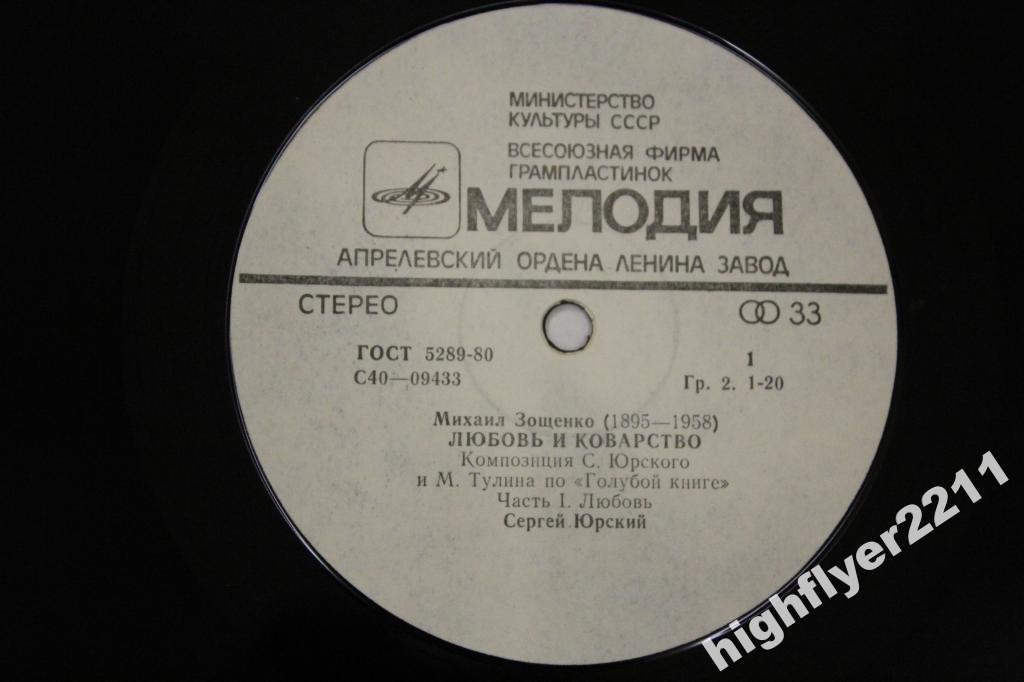 МИНИСТЕРСТВО
КУЛЬТУРЫ СССР
ВСЕСОЮЗНАЯ ФИРМА
ГРАМПЛАСТИНОК
МЕЛОДИЯ
АПРЕЛЕВСКИЙ ОРДЕНА ЛЕНИНА ЗАВОД
СТЕРЕО
33
ГОСТ 5289-80
1
С40—09433
Гр. 2. 1-20
Михаил Зощенко (1895—1958)
ЛЮБОВЬ И КОВАРСТВО
Композиция С. Юрского
и М. Тулина по «Голубой книге»
Часть I. Любовь
Сергей Юрский
highflyer2211